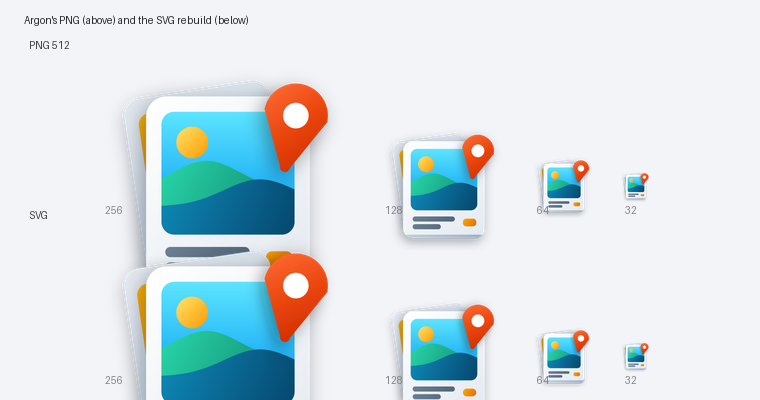 Argon's PNG (above) and the SVG rebuild (below)
PNG 512
256
128
64
32
SVG
256
128
64
32